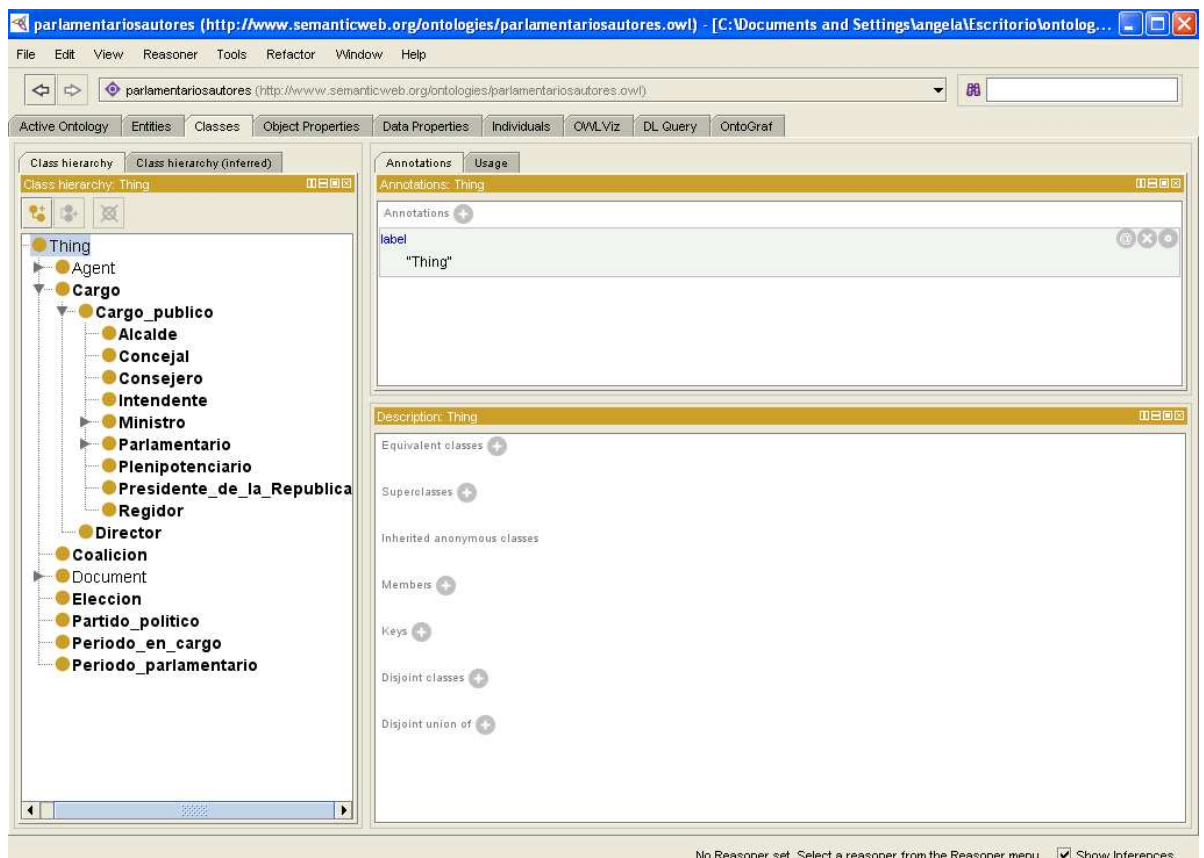 parlamentariosautores (http://www.semanticweb.org/ontologies/parlamentariosautores.owl) - [C:\Documents and Settings\angela\Escritorio\ontolog...
File Edit View Reasoner Tools Refactor Window Help
parlamentariosautores (http://www.semanticweb.org/ontologies/parlamentariosautores.owl)
Active Ontology Entities Classes Object Properties Data Properties Individuals OWLViz DL Query OntoGraf
Class hierarchy Class hierarchy (inferred)
Class hierarchy: Thing
Thing
Agent
Cargo
Cargo_publico
Alcalde
Concejal
Consejero
Intendente
Ministro
Parlamentario
Plenipotenciario
Presidente_de_la_Republica
Regidor
Director
Coalicion
Document
Eleccion
Partido_politico
Periodo_en_cargo
Periodo_parlamentario
Annotations Usage
Annotations: Thing
Annotations
label
"Thing"
Description: Thing
Equivalent classes
Superclasses
Inherited anonymous classes
Members
Keys
Disjoint classes
Disjoint union of
No Reasoner set. Select a reasoner from the Reasoner menu Show Inferences